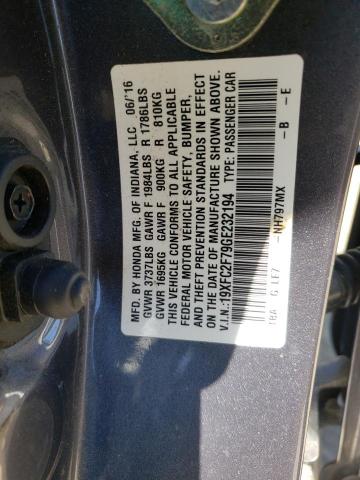 MFD. BY HONDA MFG. OF INDIANA, LLC 06/16
GVWR 3737LBS GAWR F 1984LBS R 1786LBS
GVWR 1695KG GAWR F 900KG R 810KG
THIS VEHICLE CONFORMS TO ALL APPLICABLE
FEDERAL MOTOR VEHICLE SAFETY, BUMPER,
AND THEFT PREVENTION STANDARDS IN EFFECT
ON THE DATE OF MANUFACTURE SHOWN ABOVE.
V.I.N.:19XFC2F79GE232194 TYPE: PASSENGER CAR
TBA G LEZ NH797MX - B - E